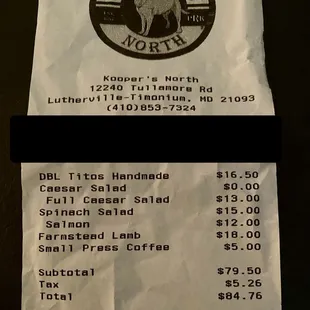 PRK
NORTH
Kooper's North
12240 Tullamore Rd
Lutherville-Timonium, MD 21093
(410)853-7324
DBL Titos Handmade $16.50
Caesar Salad $0.00
Full Caesar Salad $13.00
Spinach Salad $15.00
Salmon $12.00
Farmstead Lamb $18.00
Small Press Coffee $5.00
Subtotal $79.50
Tax $5.26
Total $84.76